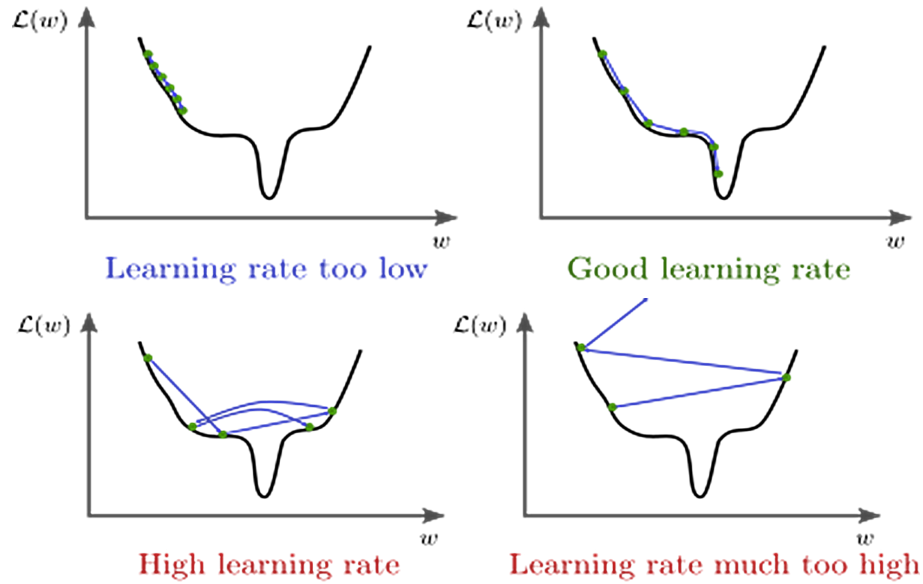 ℒ(w)
w
Learning rate too low
ℒ(w)
w
Good learning rate
ℒ(w)
w
High learning rate
ℒ(w)
w
Learning rate much too high